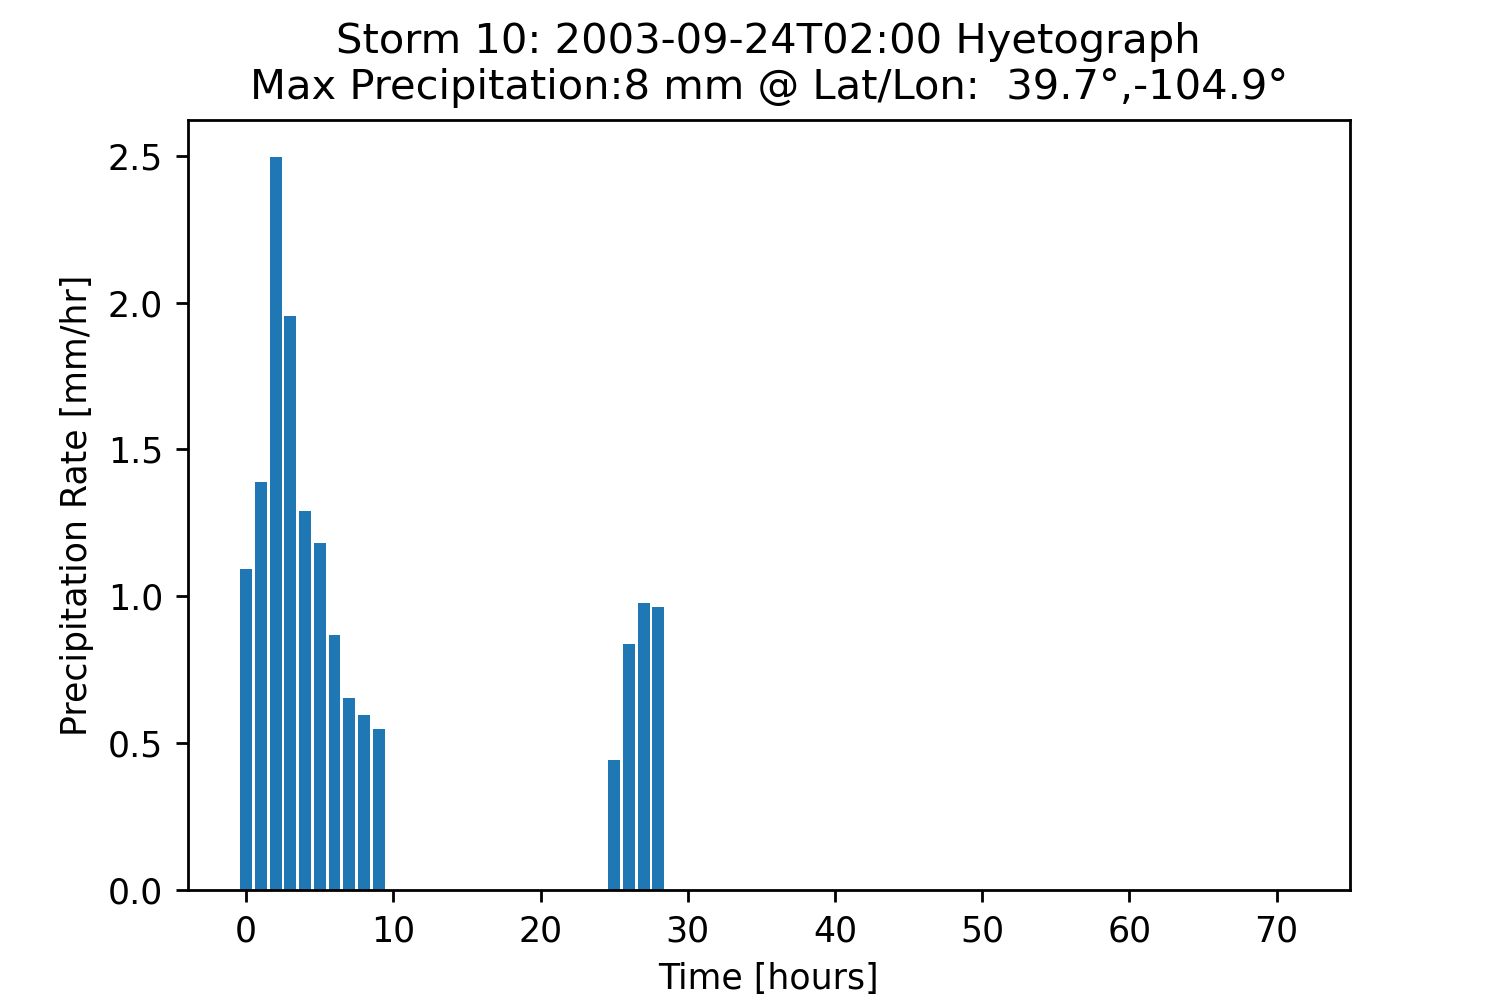 Storm 10: 2003-09-24T02:00 Hyetograph
Max Precipitation:8 mm @ Lat/Lon:  39.7°,-104.9°
2.5
2.0
1.5
1.0
0.5
0.0
Precipitation Rate [mm/hr]
0 10 20 30 40 50 60 70
Time [hours]